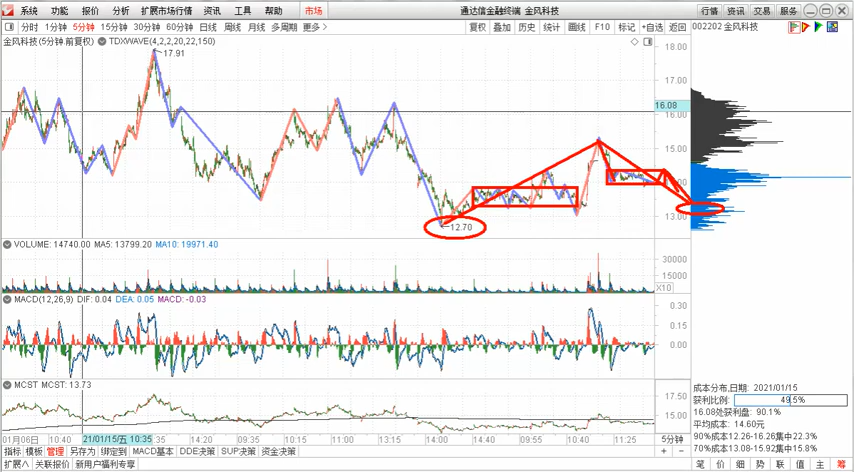 系统 功能 报价 分析 扩展市场行情 资讯 工具 帮助 市场 通达信金融终端 金风科技 行情 资讯 交易 服务
分时 1分钟 5分钟 15分钟 30分钟 60分钟 日线 周线 月线 多周期 更多> 复权 叠加 历史 统计 画线 F10 标记 +自选 返回 002202 金风科技
金风科技(5分钟.前复权) TDXWAVE(4,2,2,20,22,150)
18.00
17.91
17.00
16.08
15.00
14.00
13.00
12.70
VOLUME: 14740.00 MA5: 13799.20 MA10: 19971.40
30000
15000
X10
MACD(12,26,9) DIF: 0.04 DEA: 0.05 MACD: -0.03
0.30
0.15
0.00
MCST MCST: 13.73
17.50
15.00
成本分布,日期: 2021/01/15
获利比例: 49.5%
16.08处获利盘: 90.1%
平均成本: 14.60元
90%成本12.26-16.26集中22.3%
70%成本13.08-15.92集中15.8%
01月06日 10:40 21/01/15/五 10:35 :35 14:20 09:35 10:15 11:00 13:15 14:00 14:40 09:55 10:40 11:25 5分钟
指标 模板 管理 另存为 绑定到 MACD基本 DDE决策 SUP决策 资金决策 + -
扩展∧ 关联报价 新用户福利专享 笔 价 细 势 联 值 主 筹